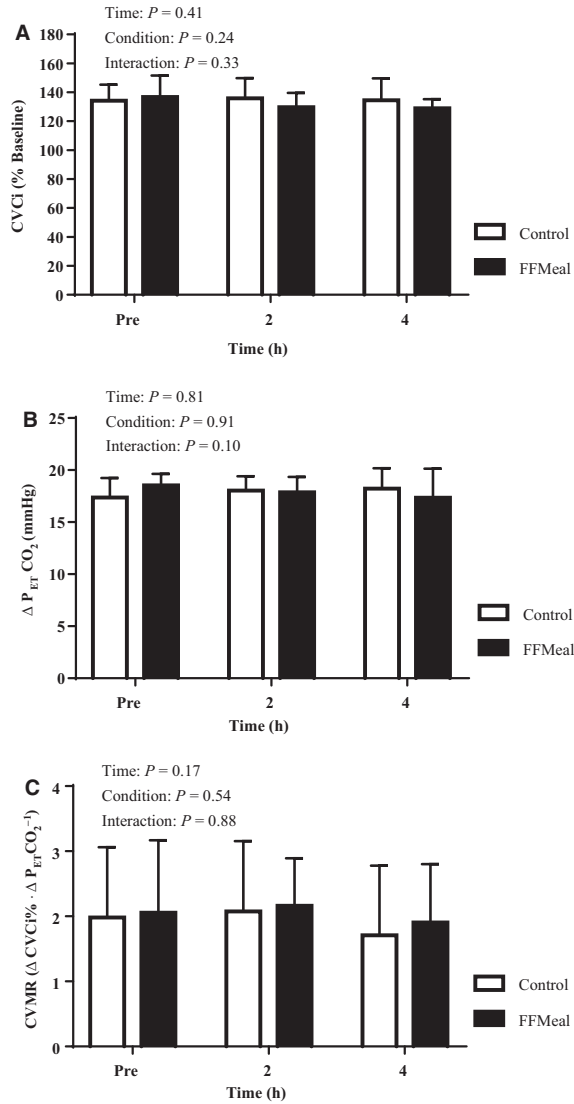 A
Time: P = 0.41
Condition: P = 0.24
Interaction: P = 0.33
CVCi (% Baseline)
180
160
140
120
100
80
60
40
20
0
Pre
2
4
Time (h)
Control
FFMeal
B
Time: P = 0.81
Condition: P = 0.91
Interaction: P = 0.10
Δ P_ET CO₂ (mmHg)
25
20
15
10
5
0
Pre
2
4
Time (h)
Control
FFMeal
C
Time: P = 0.17
Condition: P = 0.54
Interaction: P = 0.88
CVMR (Δ CVCi% · Δ P_ETCO₂⁻¹)
4
3
2
1
0
Pre
2
4
Time (h)
Control
FFMeal